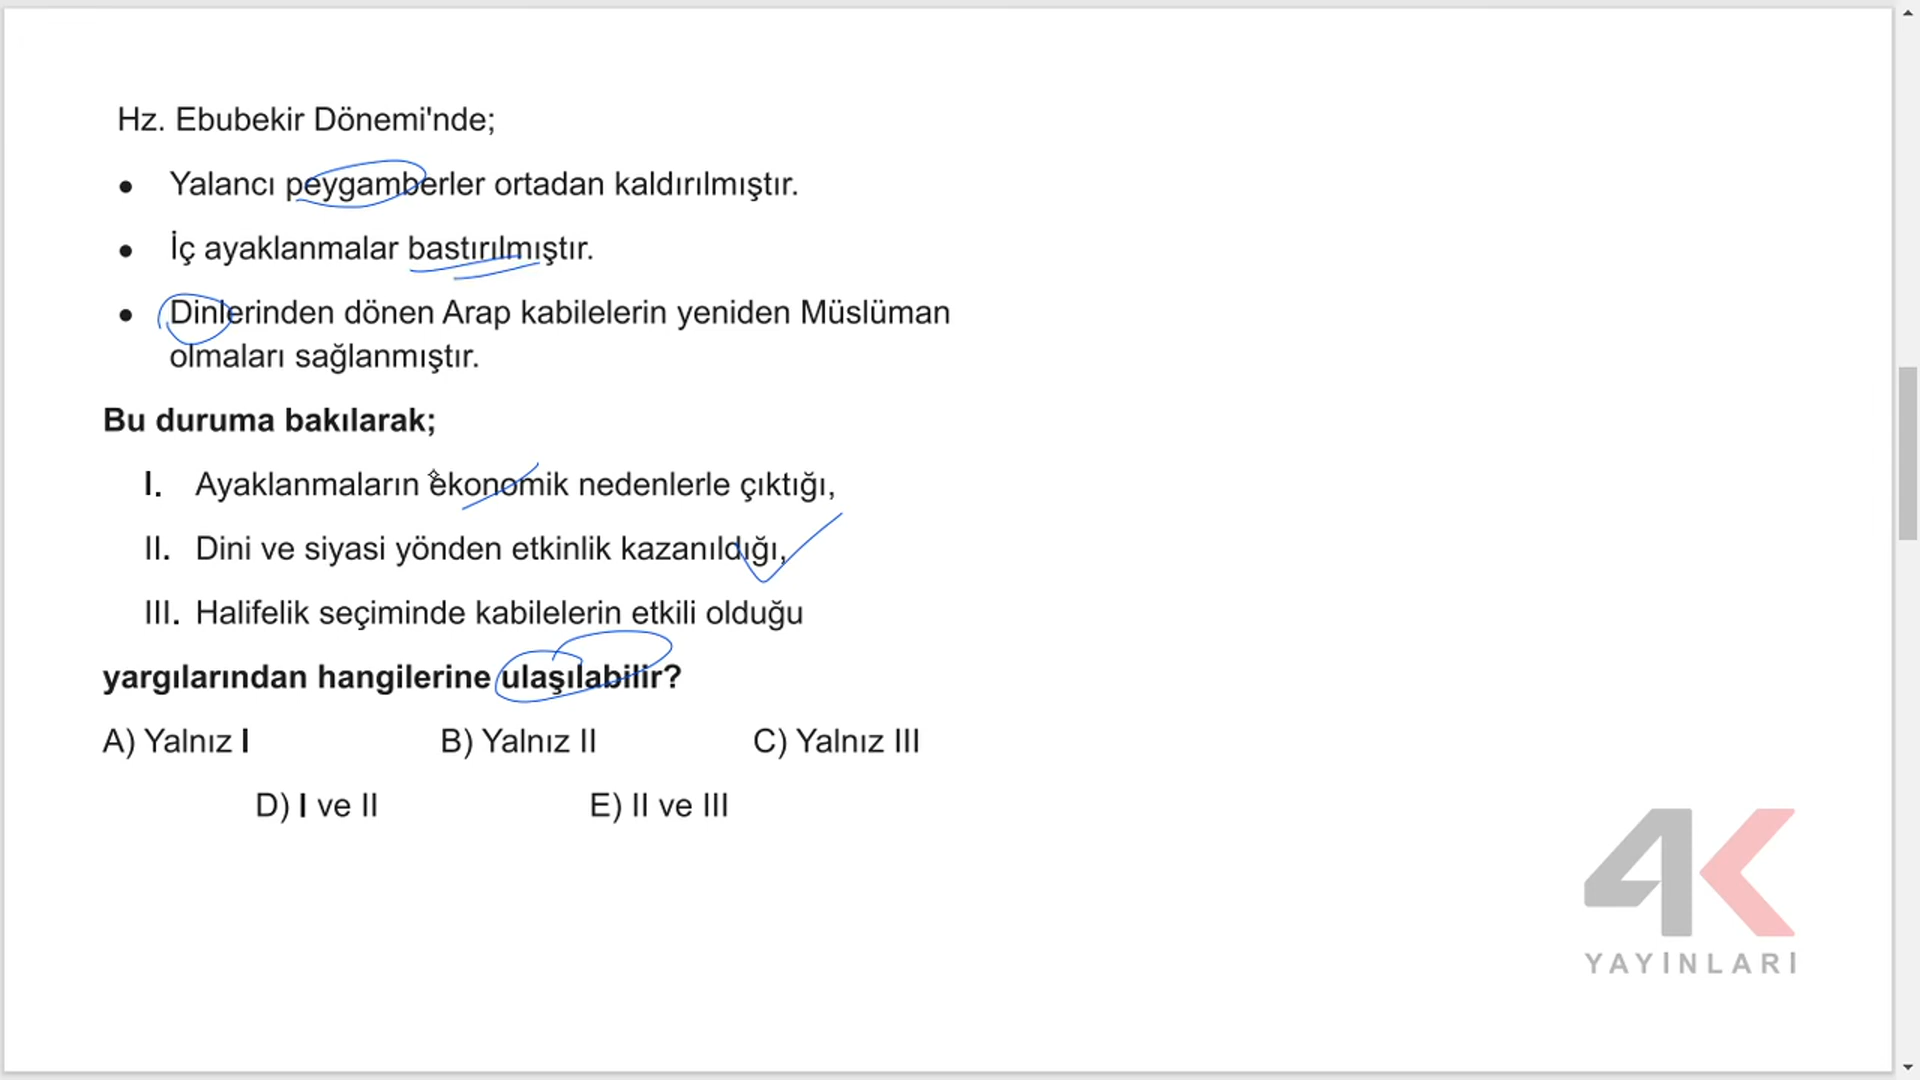 Hz. Ebubekir Dönemi'nde;
• Yalancı peygamberler ortadan kaldırılmıştır.
• İç ayaklanmalar bastırılmıştır.
• Dinlerinden dönen Arap kabilelerin yeniden Müslüman
olmaları sağlanmıştır.
Bu duruma bakılarak;
I. Ayaklanmaların ekonomik nedenlerle çıktığı,
II. Dini ve siyasi yönden etkinlik kazanıldığı,
III. Halifelik seçiminde kabilelerin etkili olduğu
yargılarından hangilerine ulaşılabilir?
A) Yalnız I B) Yalnız II C) Yalnız III
D) I ve II E) II ve III
4K
YAYINLARI